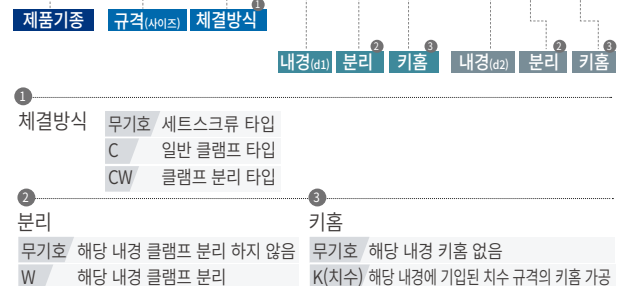 제품기종 규격(사이즈) 체결방식 1
내경(d1) 분리 2 키홈 3 내경(d2) 분리 2 키홈 3
1
체결방식 무기호 세트스크류 타입
C 일반 클램프 타입
CW 클램프 분리 타입
2
분리
무기호 해당 내경 클램프 분리 하지 않음
W 해당 내경 클램프 분리
3
키홈
무기호 해당 내경 키홈 없음
K(치수) 해당 내경에 기입된 치수 규격의 키홈 가공